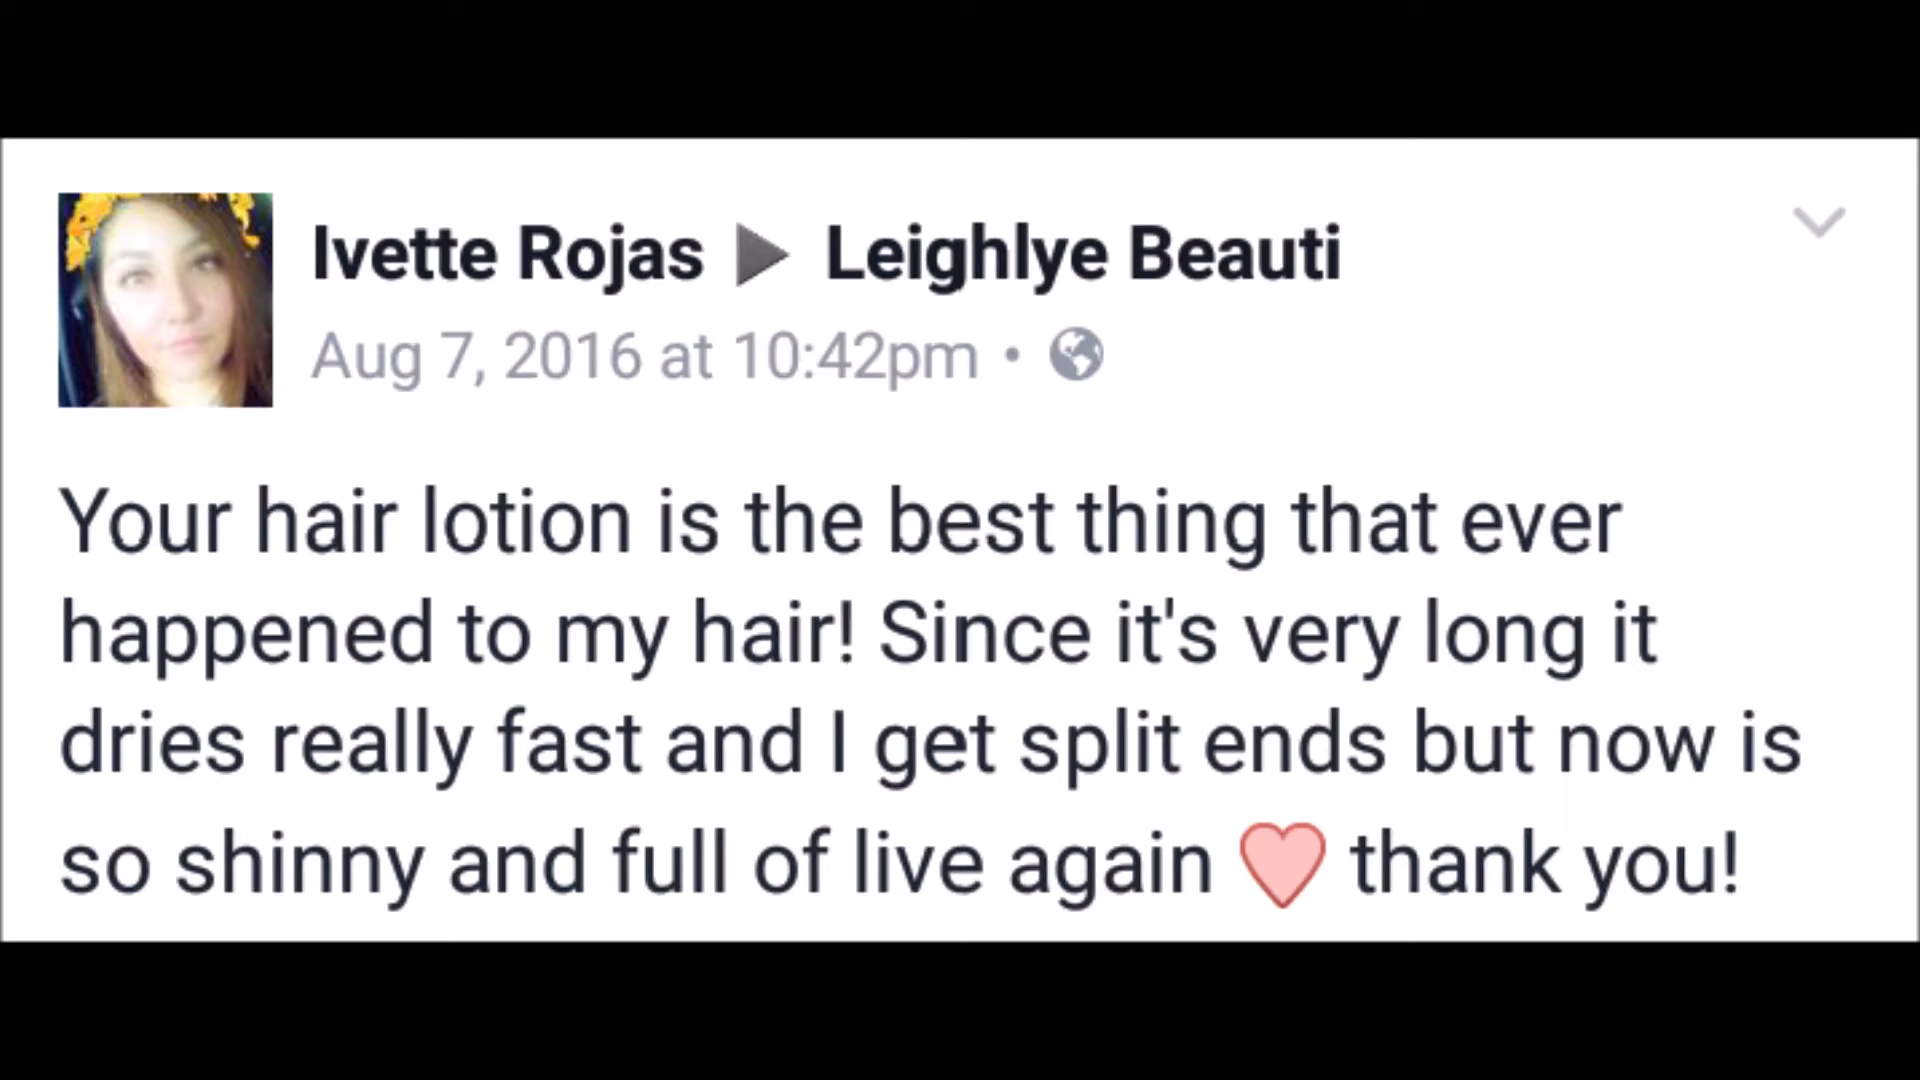 Ivette Rojas ▶ Leighlye Beauti
Aug 7, 2016 at 10:42pm •
Your hair lotion is the best thing that ever
happened to my hair! Since it's very long it
dries really fast and I get split ends but now is
so shinny and full of live again ♥ thank you!